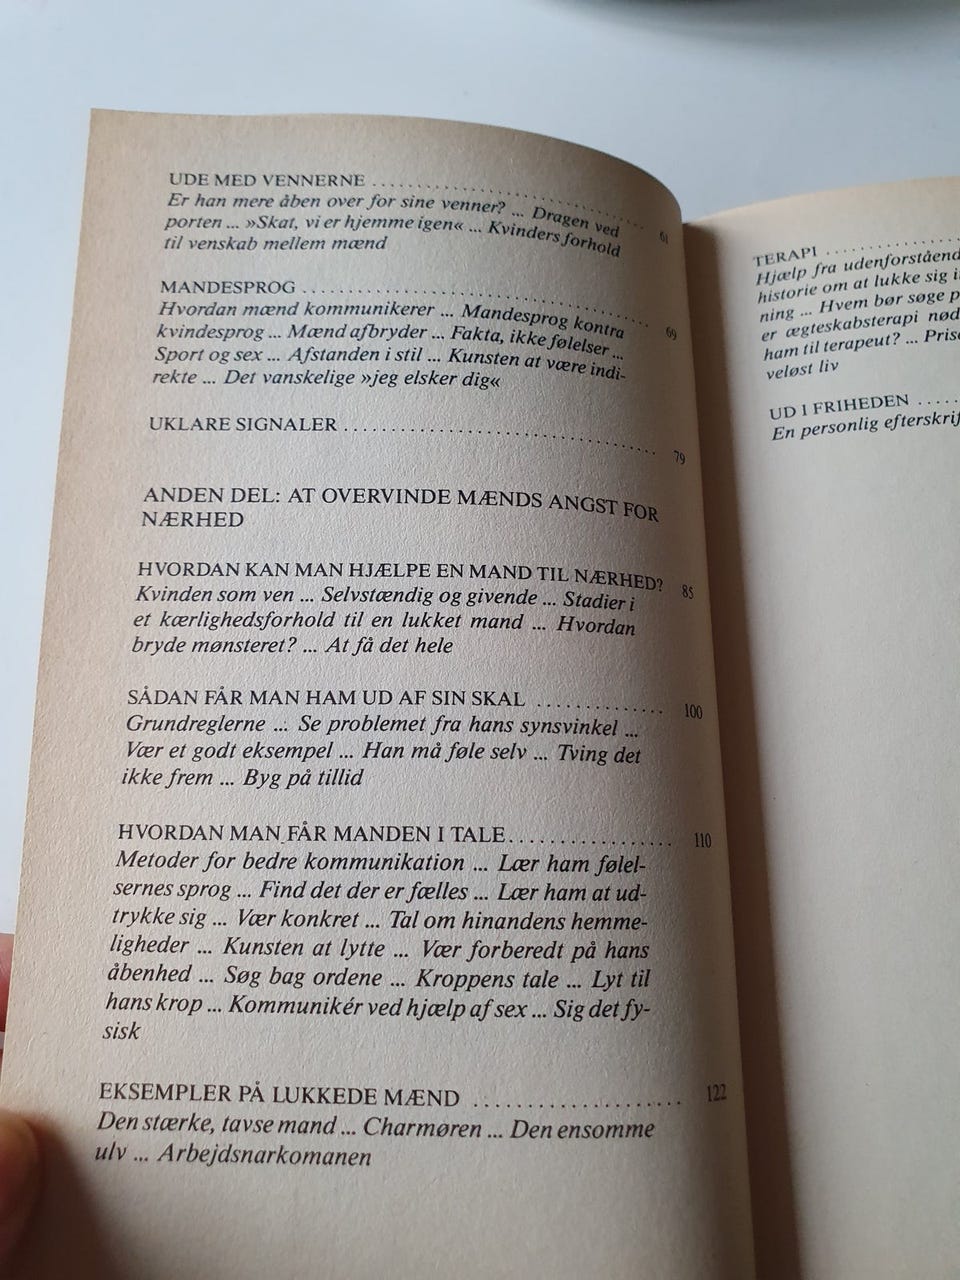 UDE MED VENNERNE ........................ 61
Er han mere åben over for sine venner? ... Dragen ved
porten ... »Skat, vi er hjemme igen« ... Kvinders forhold
til venskab mellem mænd
MANDESPROG ................................ 69
Hvordan mænd kommunikerer ... Mandesprog kontra
kvindesprog ... Mænd afbryder ... Fakta, ikke følelser ...
Sport og sex ... Afstanden i stil ... Kunsten at være indi-
rekte ... Det vanskelige »jeg elsker dig«
UKLARE SIGNALER ............................ 79
ANDEN DEL: AT OVERVINDE MÆNDS ANGST FOR
NÆRHED
HVORDAN KAN MAN HJÆLPE EN MAND TIL NÆRHED? 85
Kvinden som ven ... Selvstændig og givende ... Stadier i
et kærlighedsforhold til en lukket mand ... Hvordan
bryde mønsteret? ... At få det hele
SÅDAN FÅR MAN HAM UD AF SIN SKAL ............. 100
Grundreglerne ... Se problemet fra hans synsvinkel ...
Vær et godt eksempel ... Han må føle selv ... Tving det
ikke frem ... Byg på tillid
HVORDAN MAN FÅR MANDEN I TALE ................ 110
Metoder for bedre kommunikation ... Lær ham følel-
sernes sprog ... Find det der er fælles ... Lær ham at ud-
trykke sig ... Vær konkret ... Tal om hinandens hemme-
ligheder ... Kunsten at lytte ... Vær forberedt på hans
åbenhed ... Søg bag ordene ... Kroppens tale ... Lyt til
hans krop ... Kommunikér ved hjælp af sex ... Sig det fy-
sisk
EKSEMPLER PÅ LUKKEDE MÆND .................... 122
Den stærke, tavse mand ... Charmøren ... Den ensomme
ulv ... Arbejdsnarkomanen
TERAPI ............
Hjælp fra udenforståend
historie om at lukke sig
ning ... Hvem bør søge
er ægteskabsterapi nød
ham til terapeut? ...
veløst liv
UD I FRIHEDEN .....
En personlig efterskrif